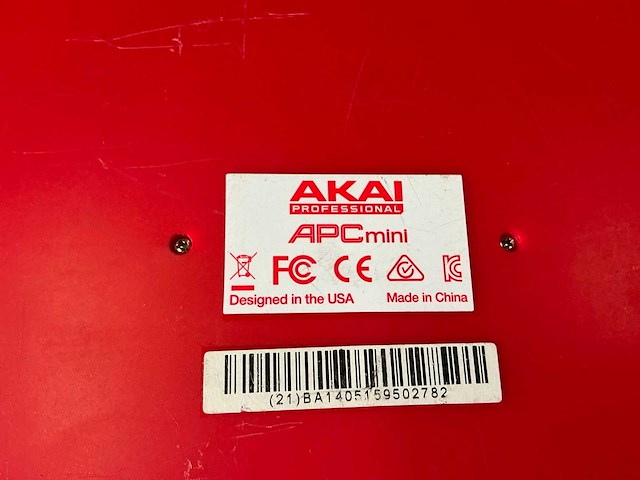 AKAI
PROFESSIONAL
APCmini
FC CE
Designed in the USA Made in China
(21)BA1405159502782